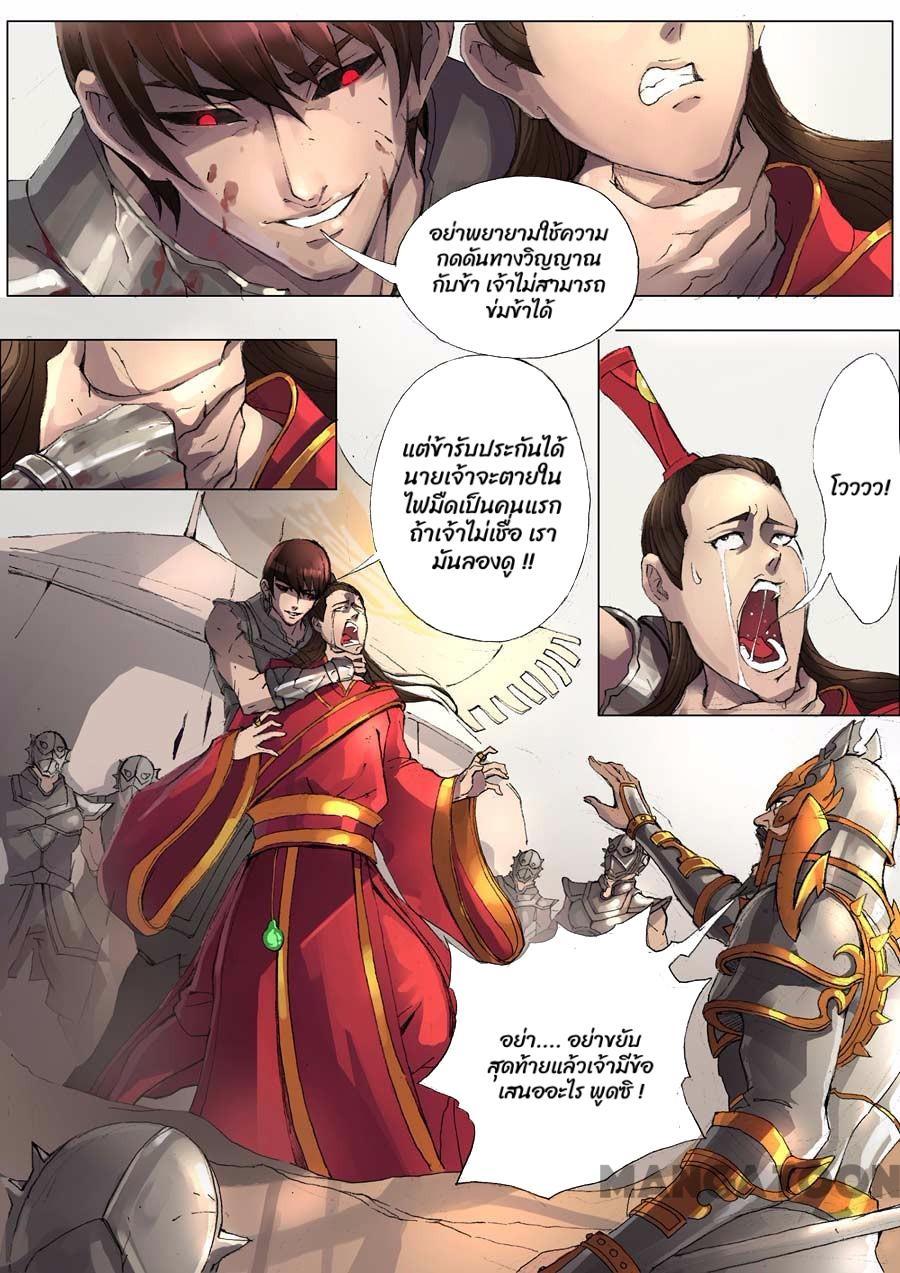 อย่าพยายามใช้ความ
กดดันทางวิญญาณ
กับข้า เจ้าไม่สามารถ
ข่มข้าได้
แต่ข้ารับประกันได้
นายเจ้าจะตายใน
ไฟมืดเป็นคนแรก
ถ้าเจ้าไม่เชื่อ เรา
มันลองดู !!
โวววว!
อย่า.... อย่าขยับ
สุดท้ายแล้วเจ้ามีข้อ
เสนออะไร พูดซิ !
MANGATOON